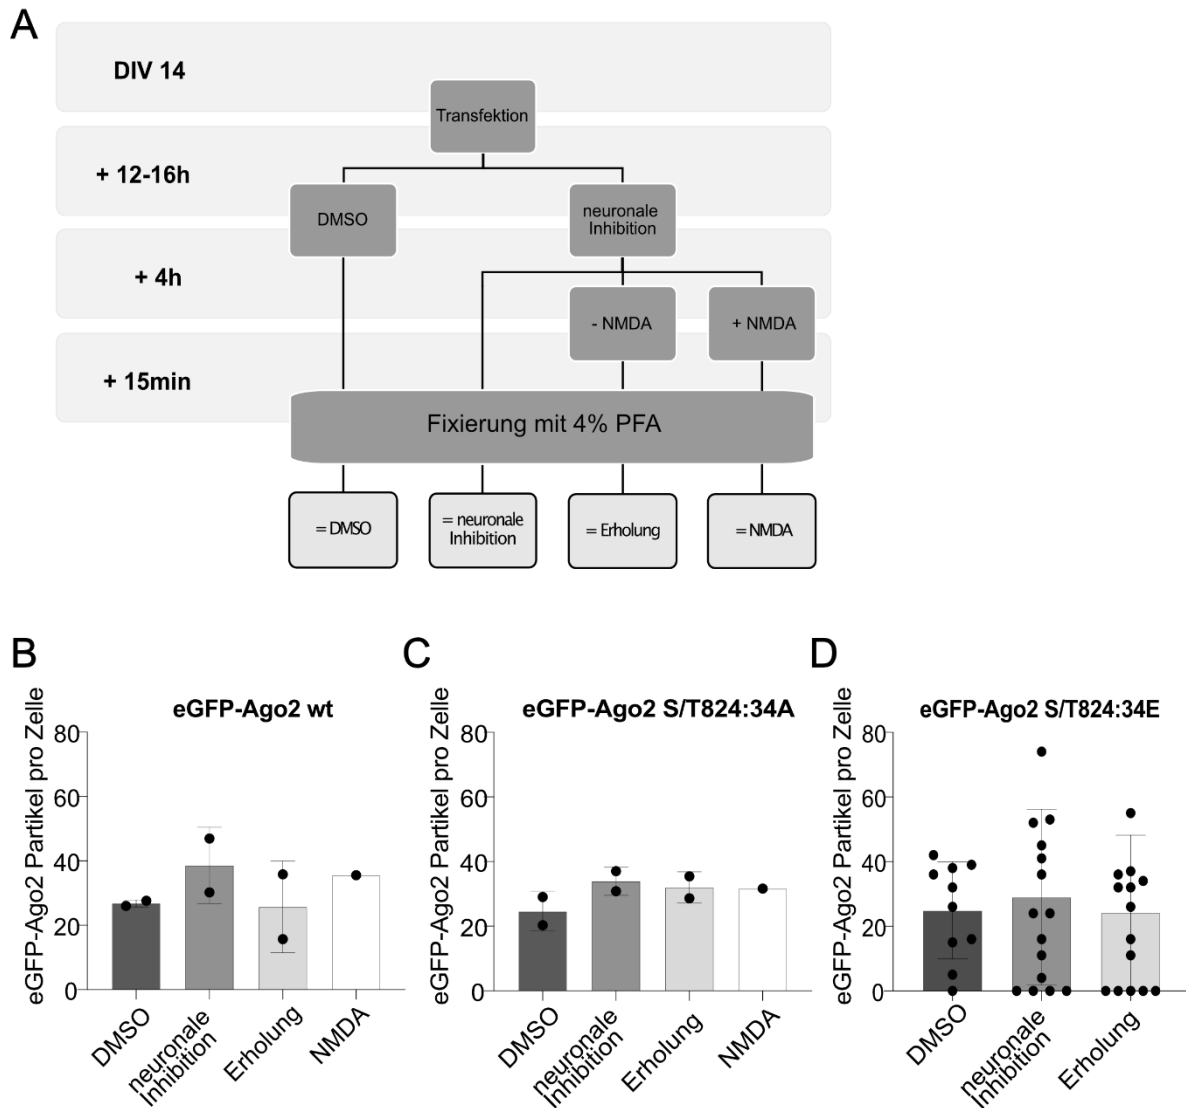 A
DIV 14
Transfektion
+ 12-16h
DMSO
neuronale
Inhibition
+ 4h
- NMDA
+ NMDA
+ 15min
Fixierung mit 4% PFA
= DMSO
= neuronale
Inhibition
= Erholung
= NMDA
B
eGFP-Ago2 wt
eGFP-Ago2 Partikel pro Zelle
80
60
40
20
0
DMSO
neuronale
Inhibition
Erholung
NMDA
C
eGFP-Ago2 S/T824:34A
eGFP-Ago2 Partikel pro Zelle
80
60
40
20
0
DMSO
neuronale
Inhibition
Erholung
NMDA
D
eGFP-Ago2 S/T824:34E
eGFP-Ago2 Partikel pro Zelle
80
60
40
20
0
DMSO
neuronale
Inhibition
Erholung